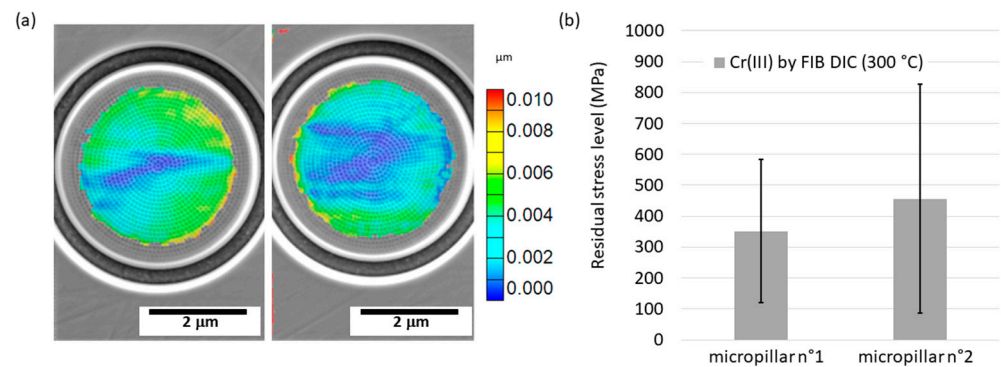 (a)
2 μm
2 μm
μm
0.010
0.008
0.006
0.004
0.002
0.000
(b)
Residual stress level (MPa)
1000
900
800
700
600
500
400
300
200
100
0
Cr(III) by FIB DIC (300 °C)
micropillar n°1
micropillar n°2